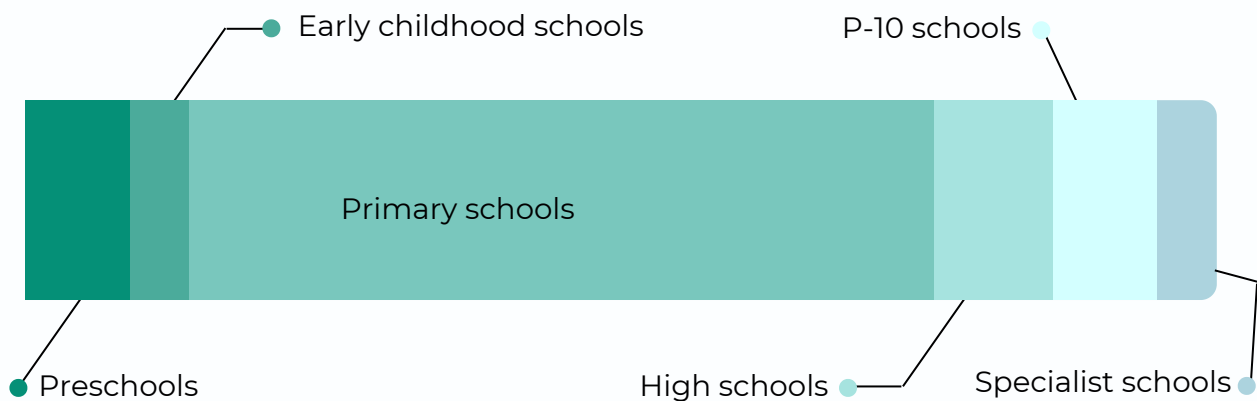 Early childhood schools
P-10 schools
Primary schools
Preschools
High schools
Specialist schools